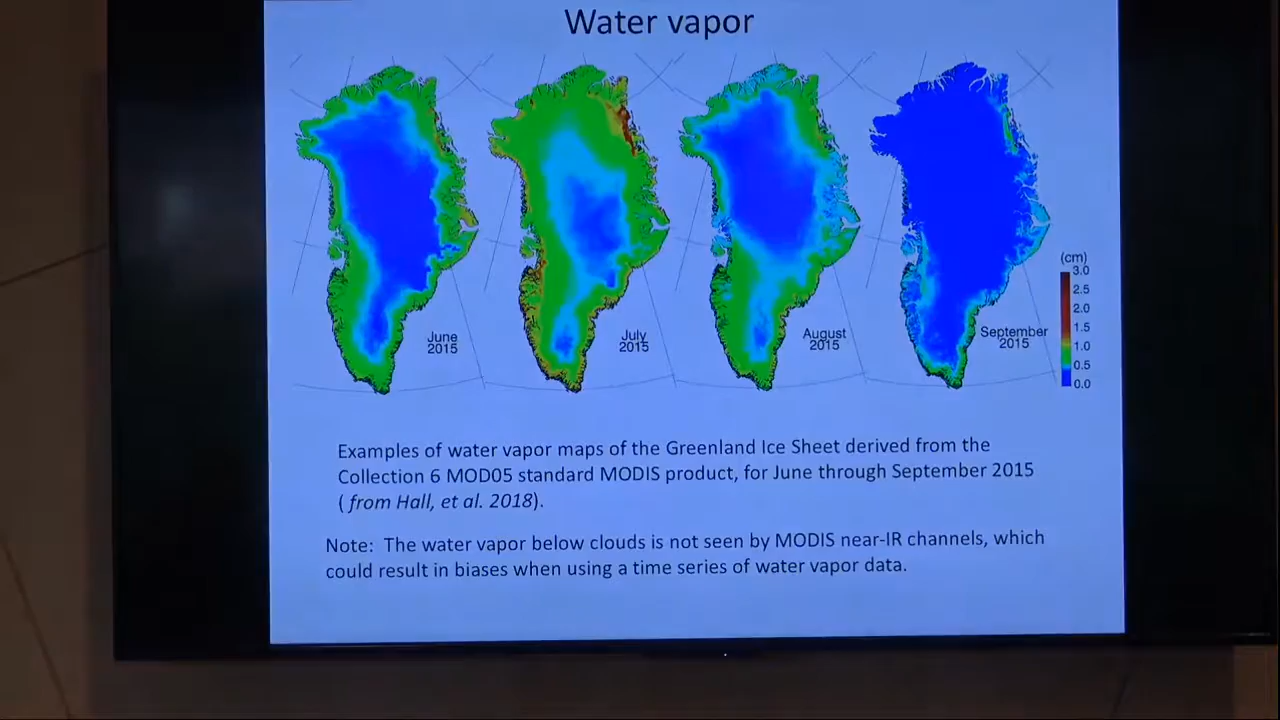 Water vapor
June
2015
July
2015
August
2015
September
2015
(cm)
3.0
2.5
2.0
1.5
1.0
0.5
0.0
Examples of water vapor maps of the Greenland Ice Sheet derived from the
Collection 6 MOD05 standard MODIS product, for June through September 2015
( from Hall, et al. 2018).
Note:  The water vapor below clouds is not seen by MODIS near-IR channels, which
could result in biases when using a time series of water vapor data.